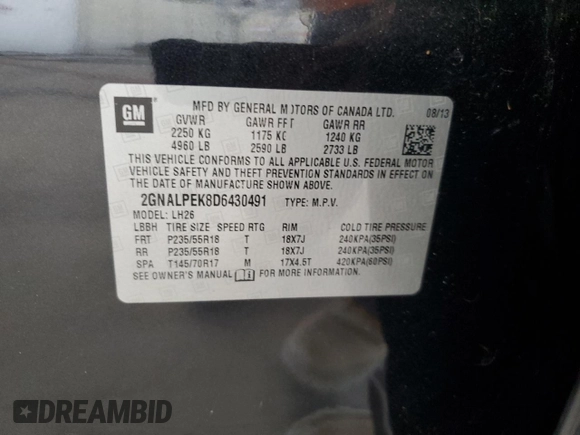 GM
MFD BY GENERAL MOTORS OF CANADA LTD.
08/13
GVWR GAWR FRT GAWR RR
2250 KG 1175 KG 1240 KG
4960 LB 2590 LB 2733 LB
THIS VEHICLE CONFORMS TO ALL APPLICABLE U.S. FEDERAL MOTOR
VEHICLE SAFETY AND THEFT PREVENTION STANDARDS IN EFFECT ON THE
DATE OF MANUFACTURE SHOWN ABOVE.
2GNALPEK8D6430491 TYPE: M.P.V.
MODEL: LH26
LBBH TIRE SIZE SPEED RTG RIM COLD TIRE PRESSURE
FRT P235/55R18 T 18X7J 240KPA(35PSI)
RR P235/55R18 T 18X7J 240KPA(35PSI)
SPA T145/70R17 M 17X4.5T 420KPA(60PSI)
SEE OWNER'S MANUAL FOR MORE INFORMATION
DREAMBID